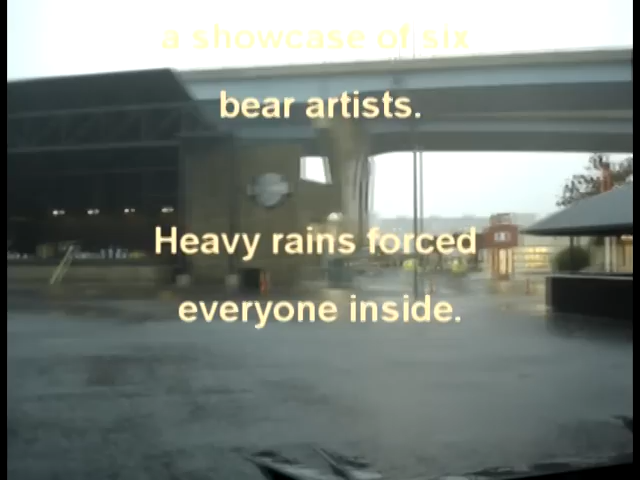 a showcase of six
bear artists.
Heavy rains forced
everyone inside.